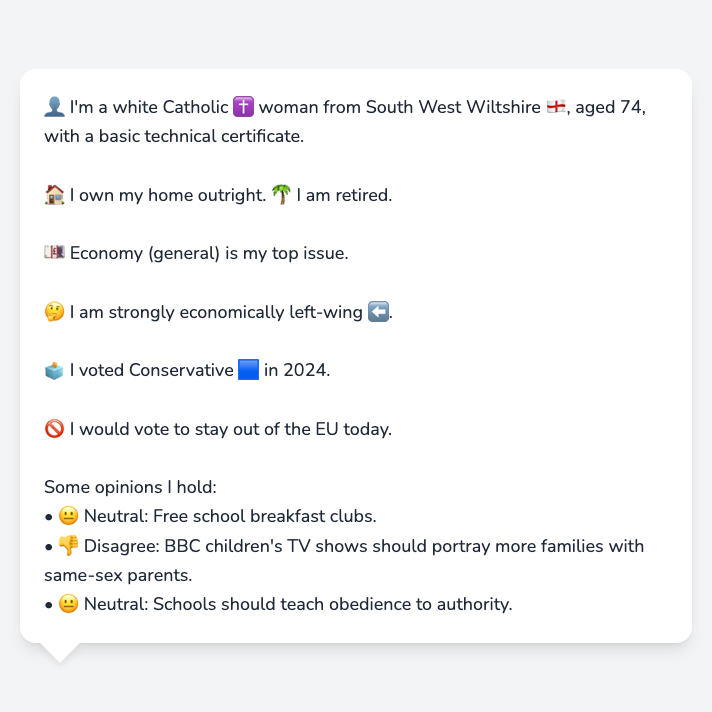 👤 I'm a white Catholic ✝️ woman from South West Wiltshire 🏴󠁧󠁢󠁥󠁮󠁧󠁿, aged 74,
with a basic technical certificate.
🏠 I own my home outright. 🌴 I am retired.
💷 Economy (general) is my top issue.
🤔 I am strongly economically left-wing ⬅️.
🗳️ I voted Conservative 🟦 in 2024.
🚫 I would vote to stay out of the EU today.
Some opinions I hold:
• 😐 Neutral: Free school breakfast clubs.
• 👎 Disagree: BBC children's TV shows should portray more families with
same-sex parents.
• 😐 Neutral: Schools should teach obedience to authority.